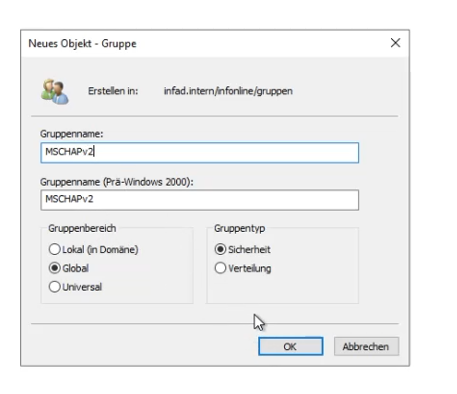 Neues Objekt - Gruppe
Erstellen in: infad.intern/infonline/gruppen
Gruppenname:
MSCHAPv2
Gruppenname (Prä-Windows 2000):
MSCHAPv2
Gruppenbereich
Lokal (in Domäne)
Global
Universal
Gruppentyp
Sicherheit
Verteilung
OK
Abbrechen